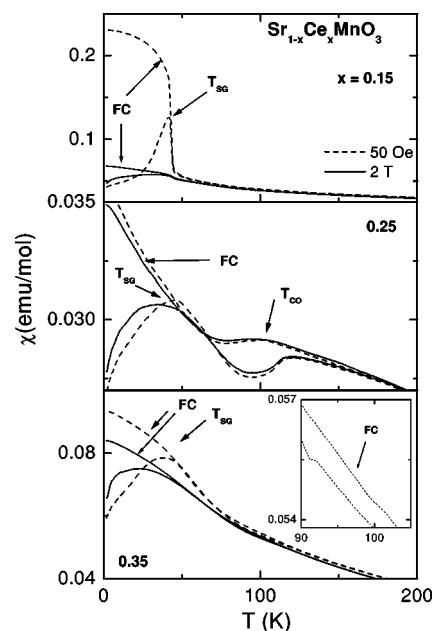 Sr1-xCexMnO3
x = 0.15
0.2
TSG
FC
0.1
50 Oe
2 T
0.035
0.25
FC
TSG
TCO
0.030
χ(emu/mol)
FC
TSG
0.08
0.057
FC
0.054
90 100
0.35
0.04
0 50 100 150 200
T (K)